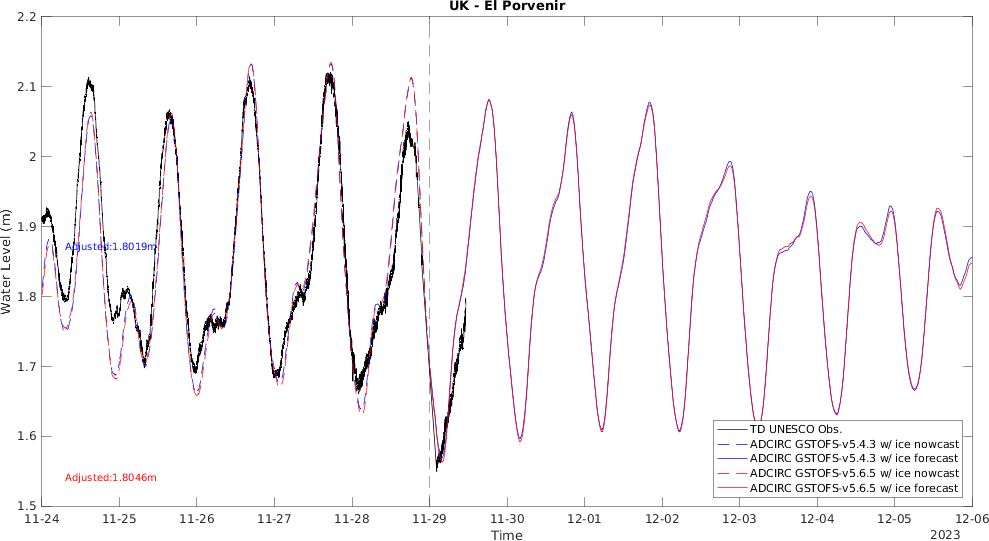 UK - El Porvenir
2.2
2.1
2
1.9
1.8
1.7
1.6
1.5
Water Level (m)
Adjusted:1.8019m
Adjusted:1.8046m
TD UNESCO Obs.
ADCIRC GSTOFS-v5.4.3 w/ ice nowcast
ADCIRC GSTOFS-v5.4.3 w/ ice forecast
ADCIRC GSTOFS-v5.6.5 w/ ice nowcast
ADCIRC GSTOFS-v5.6.5 w/ ice forecast
11-24 11-25 11-26 11-27 11-28 11-29 11-30 12-01 12-02 12-03 12-04 12-05 12-06
Time
2023